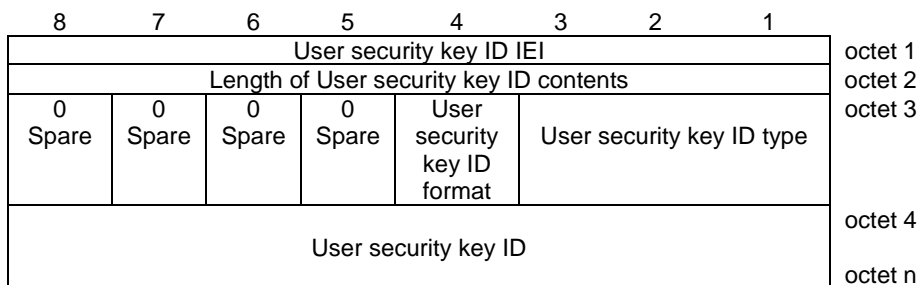 8 7 6 5 4 3 2 1
User security key ID IEI octet 1
Length of User security key ID contents octet 2
0 0 0 0 User octet 3
Spare Spare Spare Spare security User security key ID type
key ID
format
octet 4
User security key ID
octet n